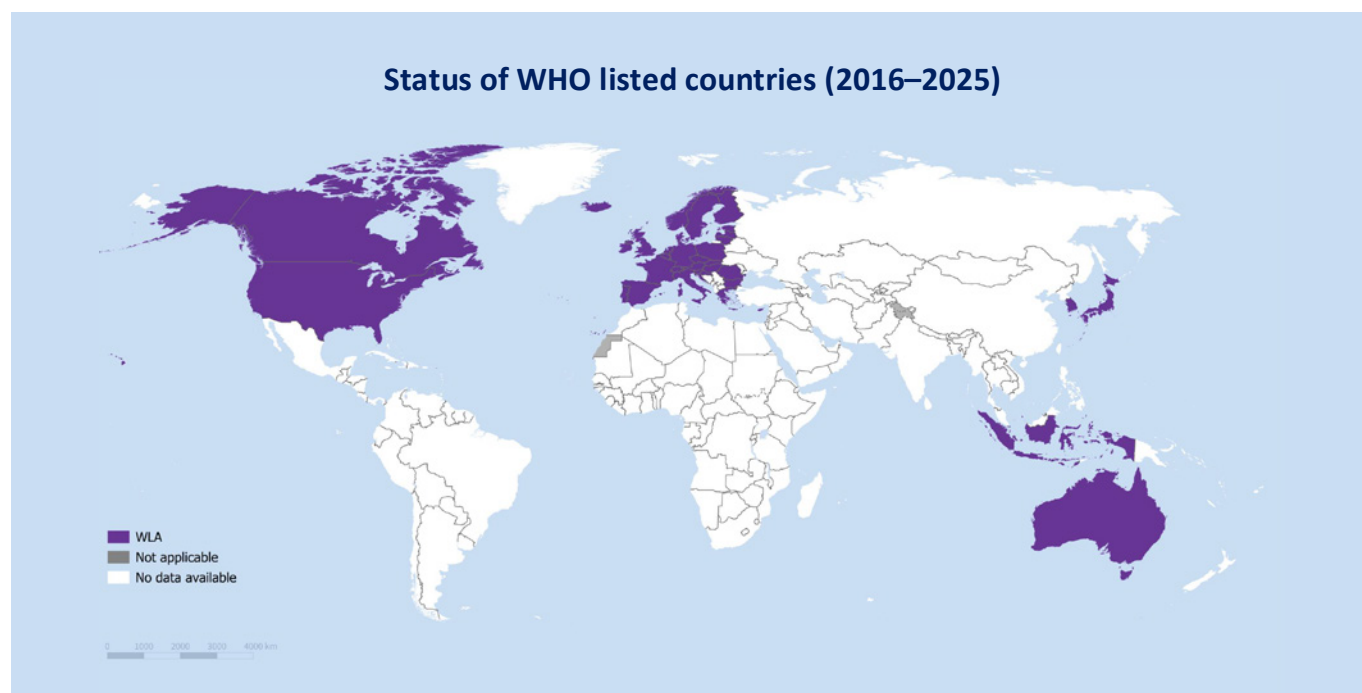 Status of WHO listed countries (2016–2025)
WLA
Not applicable
No data available
0 1000 2000 3000 4000 km